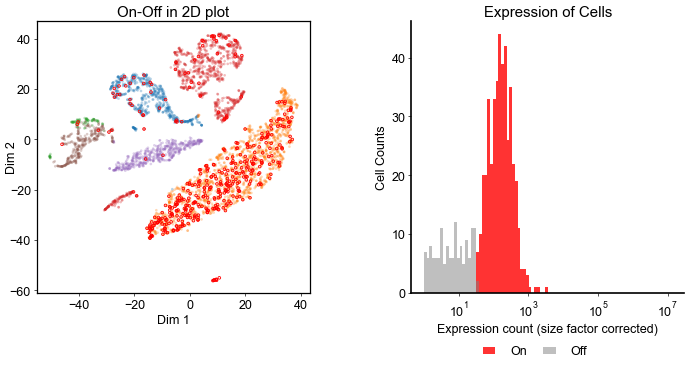 On-Off in 2D plot
40
20
0
−20
−40
−60
Dim 2
−40
−20
0
20
40
Dim 1
Expression of Cells
40
30
20
10
0
Cell Counts
10^1
10^3
10^5
10^7
Expression count (size factor corrected)
On
Off